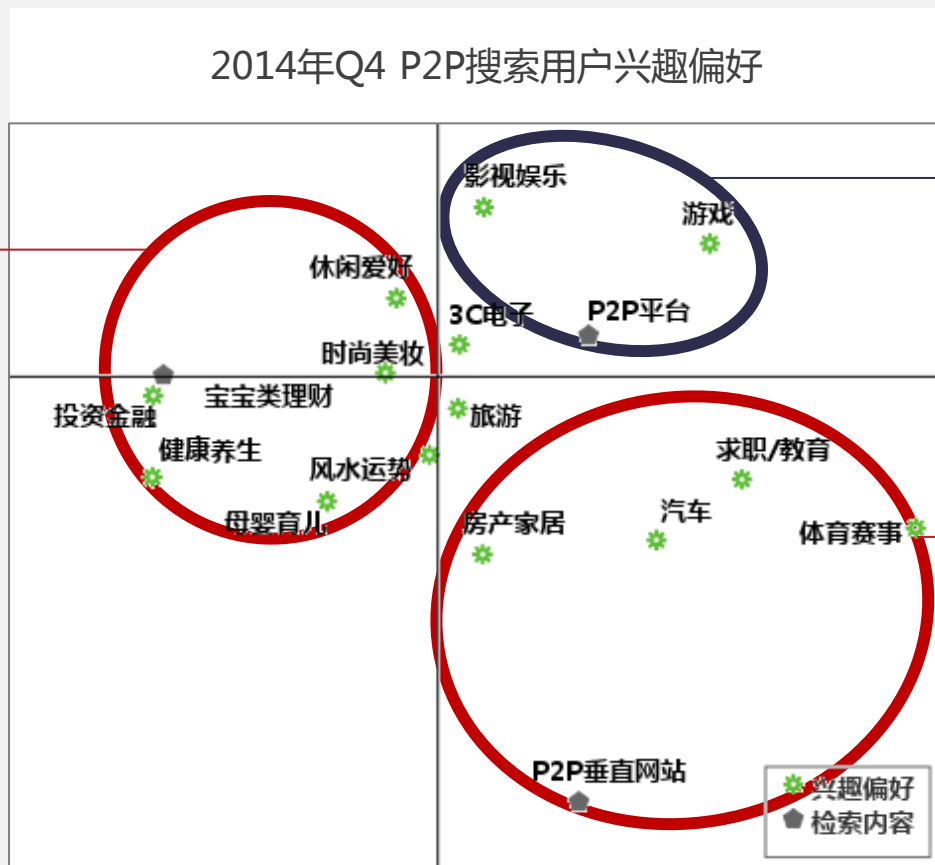 2014年Q4 P2P搜索用户兴趣偏好
影视娱乐
游戏
休闲爱好
3C电子
P2P平台
时尚美妆
宝宝类理财
投资金融
旅游
健康养生
求职/教育
风水运势
汽车
母婴育儿
房产家居
体育赛事
P2P垂直网站
兴趣偏好
检索内容